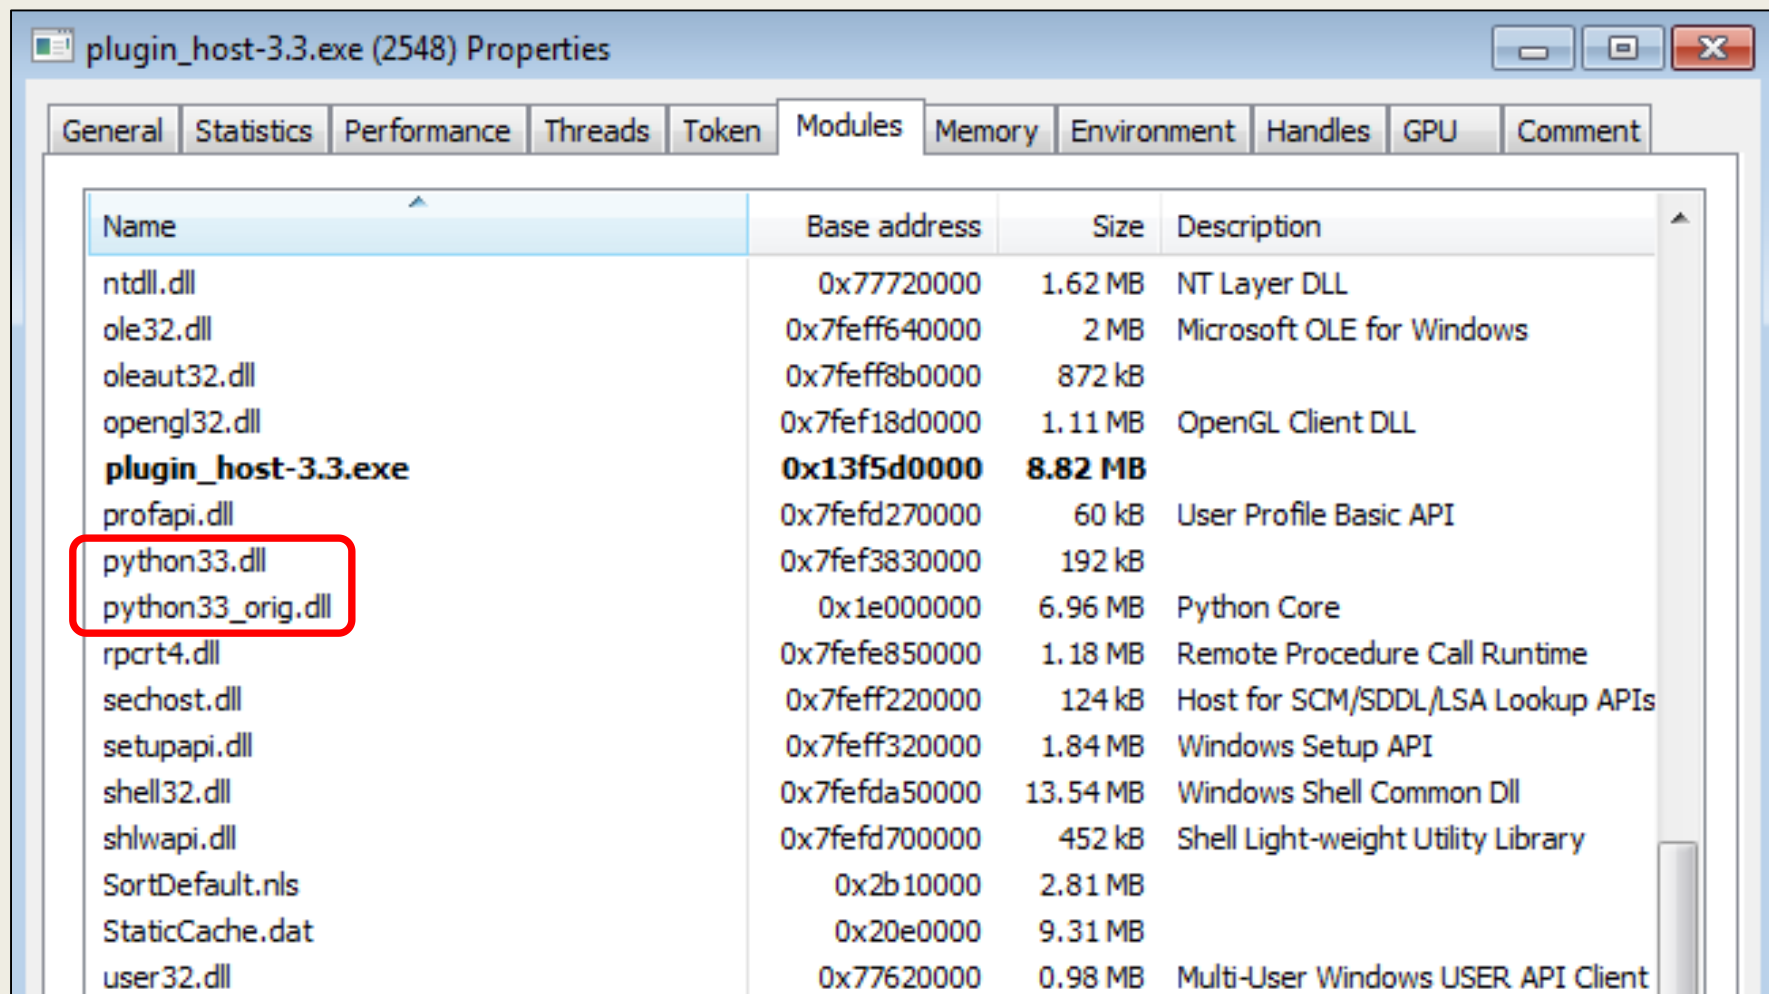 plugin_host-3.3.exe (2548) Properties
General Statistics Performance Threads Token Modules Memory Environment Handles GPU Comment
Name Base address Size Description
ntdll.dll 0x77720000 1.62 MB NT Layer DLL
ole32.dll 0x7feff640000 2 MB Microsoft OLE for Windows
oleaut32.dll 0x7feff8b0000 872 kB
opengl32.dll 0x7fef18d0000 1.11 MB OpenGL Client DLL
plugin_host-3.3.exe 0x13f5d0000 8.82 MB
profapi.dll 0x7fefd270000 60 kB User Profile Basic API
python33.dll 0x7fef3830000 192 kB
python33_orig.dll 0x1e000000 6.96 MB Python Core
rpcrt4.dll 0x7fefe850000 1.18 MB Remote Procedure Call Runtime
sechost.dll 0x7feff220000 124 kB Host for SCM/SDDL/LSA Lookup APIs
setupapi.dll 0x7feff320000 1.84 MB Windows Setup API
shell32.dll 0x7fefda50000 13.54 MB Windows Shell Common Dll
shlwapi.dll 0x7fefd700000 452 kB Shell Light-weight Utility Library
SortDefault.nls 0x2b10000 2.81 MB
StaticCache.dat 0x20e0000 9.31 MB
user32.dll 0x77620000 0.98 MB Multi-User Windows USER API Client